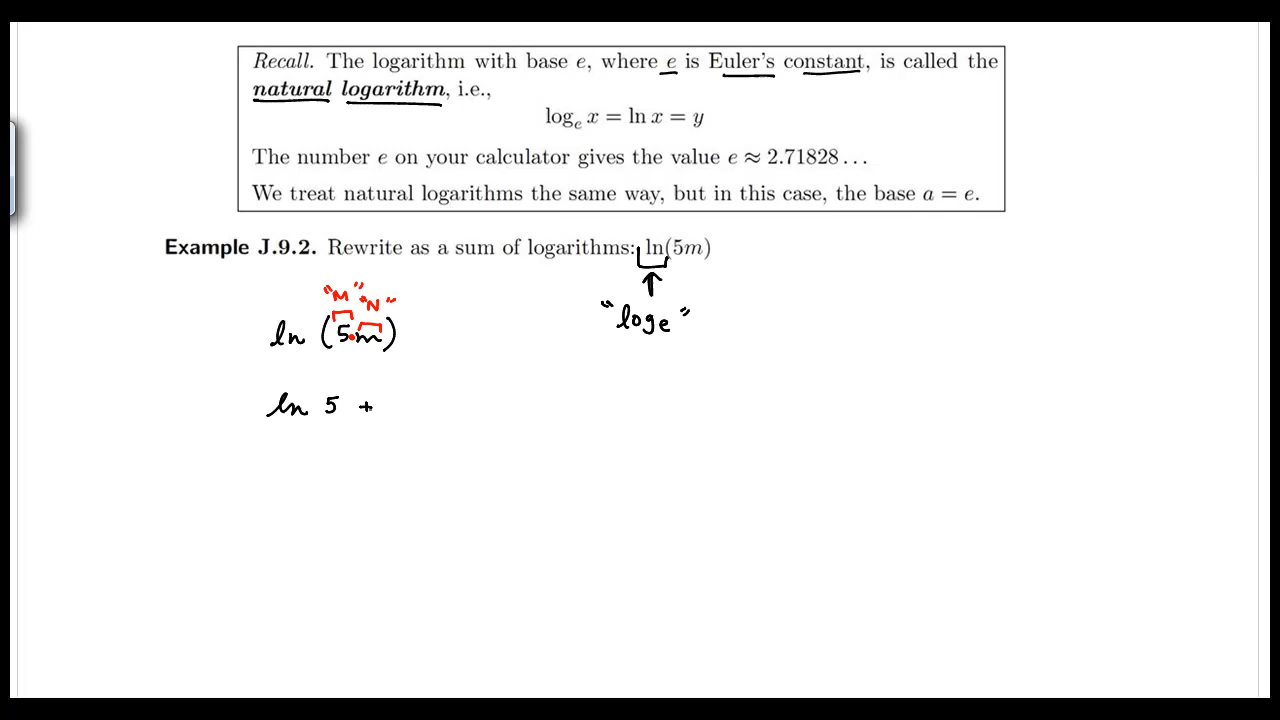 Recall. The logarithm with base e, where e is Euler's constant, is called the
natural logarithm, i.e.,
logₑ x = ln x = y
The number e on your calculator gives the value e ≈ 2.71828...
We treat natural logarithms the same way, but in this case, the base a = e.
Example J.9.2. Rewrite as a sum of logarithms: ln(5m)
"M" "N"
"logₑ"
ln (5·m)
ln 5 +